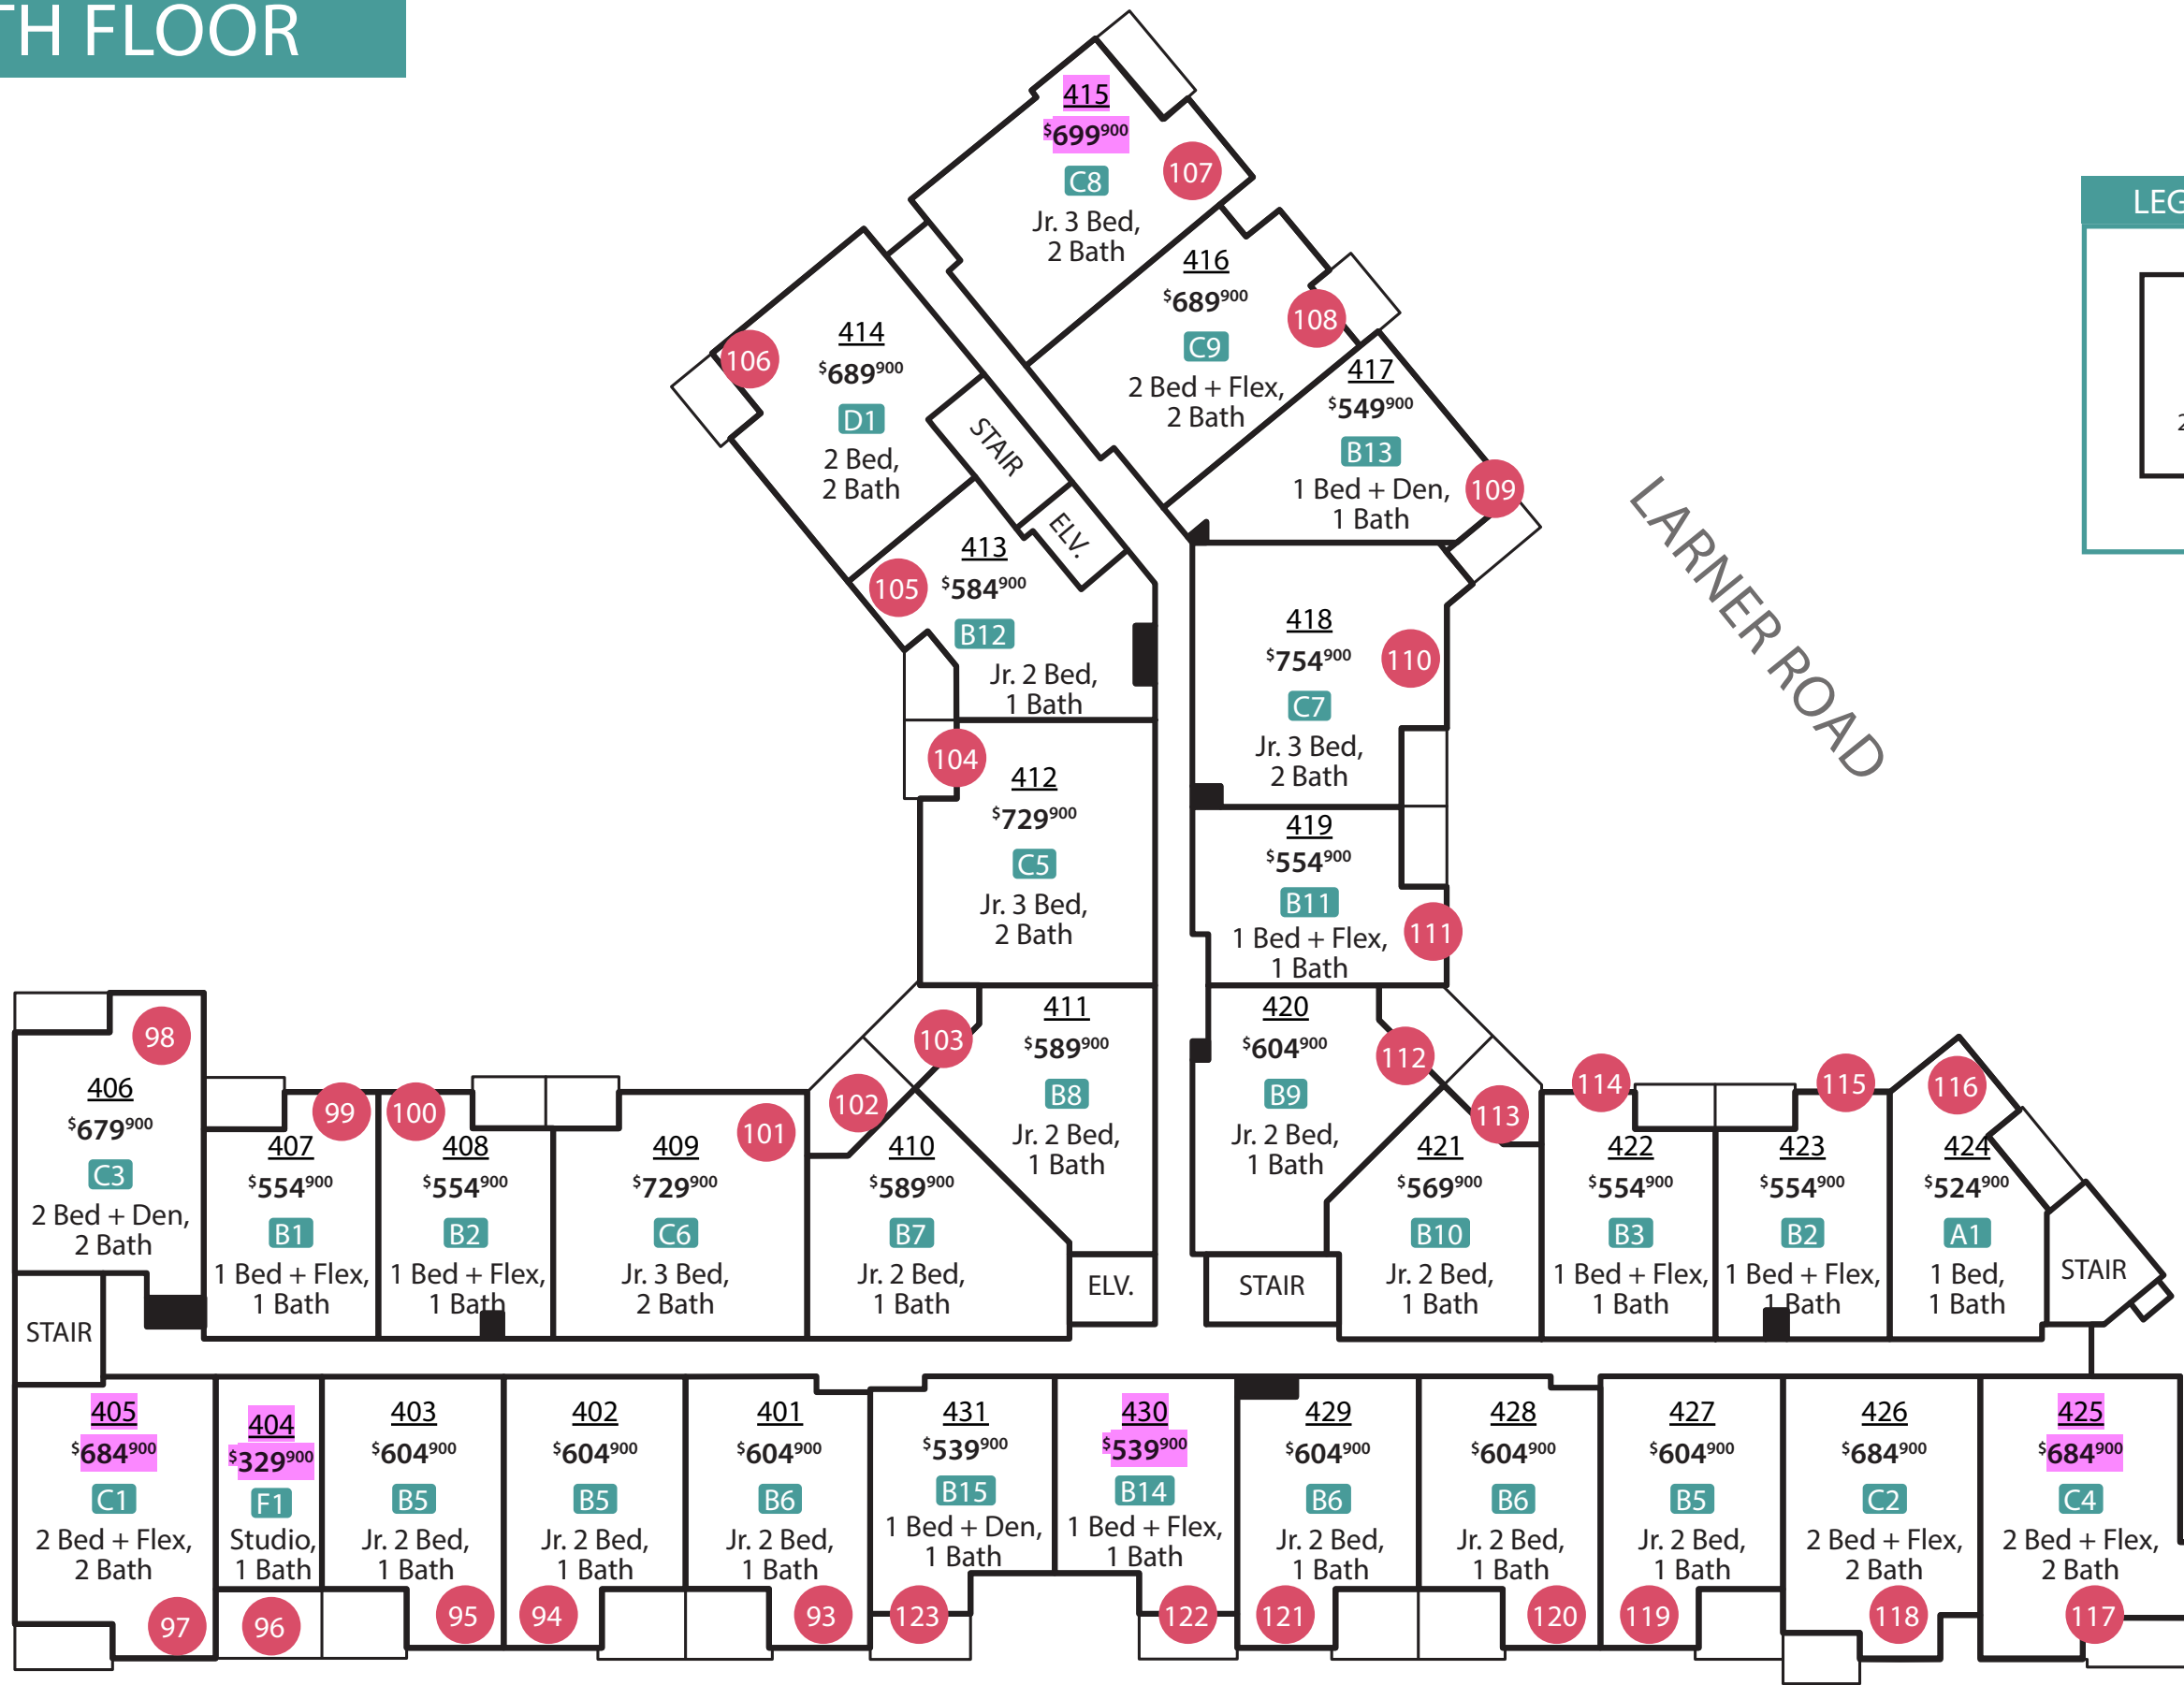 TH FLOOR
LEG
2
LARNER ROAD
415
$699900
C8
107
Jr. 3 Bed,
2 Bath
416
$689900
108
C9
2 Bed + Flex,
2 Bath
414
106
$689900
D1
2 Bed,
2 Bath
STAIR
ELV.
417
$549900
B13
1 Bed + Den,
1 Bath
109
413
105
$584900
B12
Jr. 2 Bed,
1 Bath
418
$754900
110
C7
Jr. 3 Bed,
2 Bath
104
412
$729900
C5
Jr. 3 Bed,
2 Bath
419
$554900
B11
1 Bed + Flex,
1 Bath
111
98
406
$679900
C3
2 Bed + Den,
2 Bath
STAIR
99
407
$554900
B1
1 Bed + Flex,
1 Bath
100
408
$554900
B2
1 Bed + Flex,
1 Bath
101
409
$729900
C6
Jr. 3 Bed,
2 Bath
102
410
$589900
B7
Jr. 2 Bed,
1 Bath
103
411
$589900
B8
Jr. 2 Bed,
1 Bath
ELV.
420
$604900
112
B9
Jr. 2 Bed,
1 Bath
STAIR
113
421
$569900
B10
Jr. 2 Bed,
1 Bath
114
422
$554900
B3
1 Bed + Flex,
1 Bath
115
423
$554900
B2
1 Bed + Flex,
1 Bath
116
424
$524900
A1
1 Bed,
1 Bath
STAIR
405
$684900
C1
2 Bed + Flex,
2 Bath
97
404
$329900
F1
Studio,
1 Bath
96
403
$604900
B5
Jr. 2 Bed,
1 Bath
95
402
$604900
B5
Jr. 2 Bed,
1 Bath
94
401
$604900
B6
Jr. 2 Bed,
1 Bath
93
431
$539900
B15
1 Bed + Den,
1 Bath
123
430
$539900
B14
1 Bed + Flex,
1 Bath
122
429
$604900
B6
Jr. 2 Bed,
1 Bath
121
428
$604900
B6
Jr. 2 Bed,
1 Bath
120
427
$604900
B5
Jr. 2 Bed,
1 Bath
119
426
$684900
C2
2 Bed + Flex,
2 Bath
118
425
$684900
C4
2 Bed + Flex,
2 Bath
117